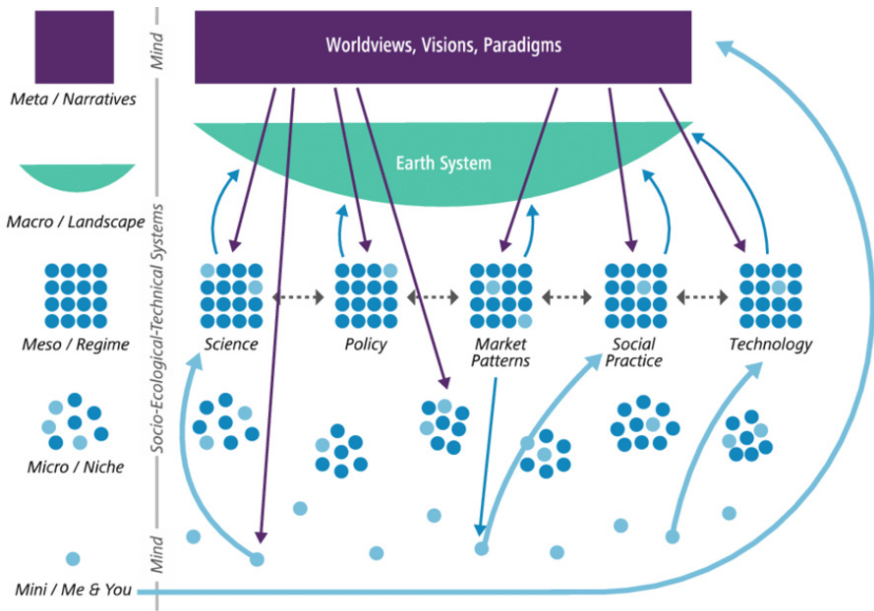 Mind
Worldviews, Visions, Paradigms
Meta / Narratives
Earth System
Macro / Landscape
Socio-Ecological-Technical Systems
Meso / Regime
Science
Policy
Market
Patterns
Social
Practice
Technology
Micro / Niche
Mind
Mini / Me & You